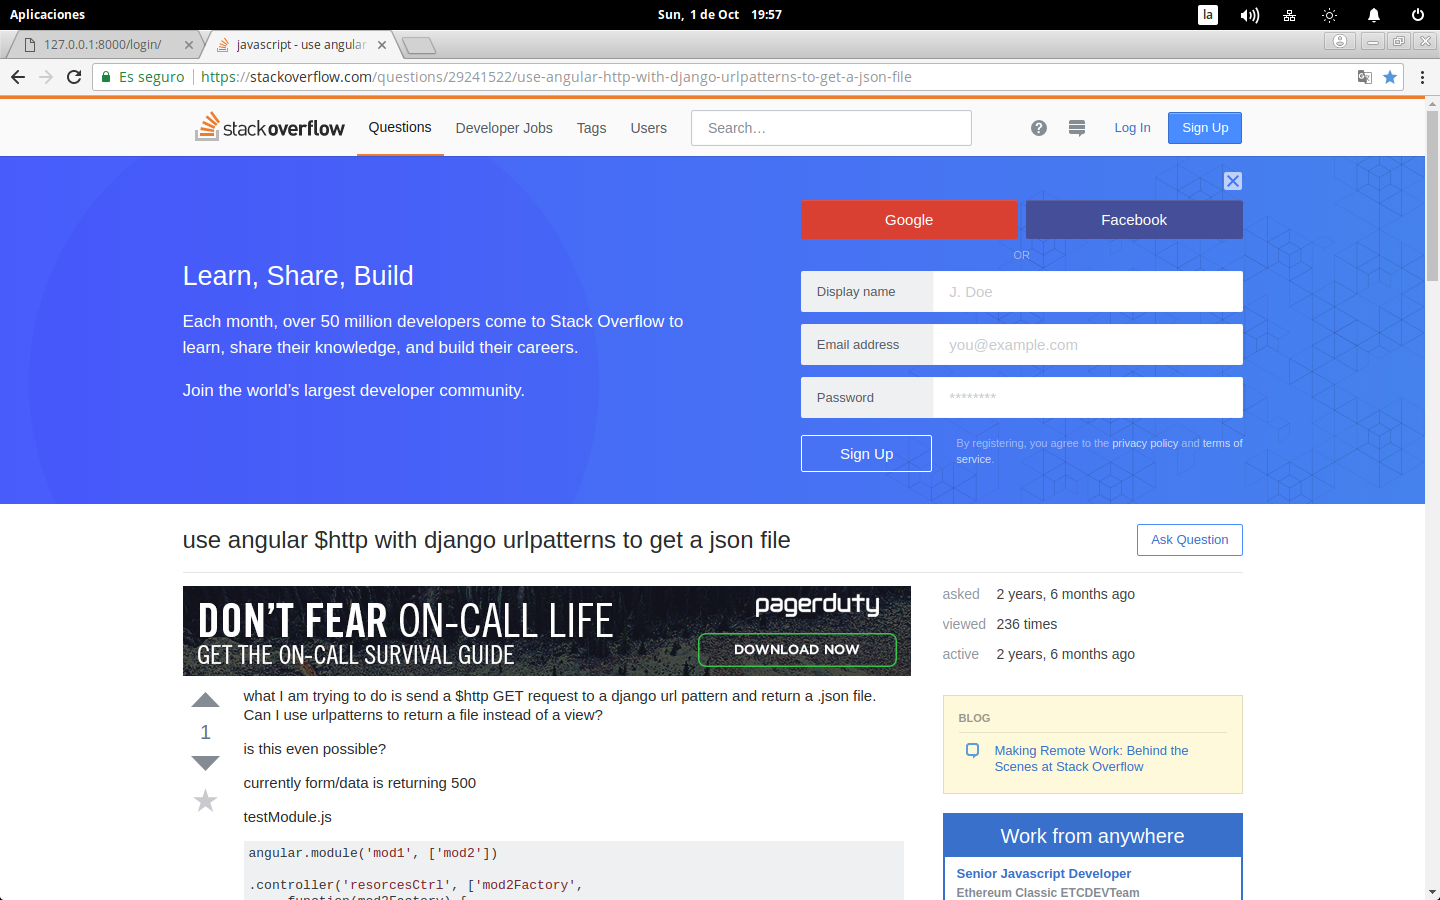 Aplicaciones
Sun, 1 de Oct 19:57
la
127.0.0.1:8000/login/
javascript - use angular
Es seguro
https://stackoverflow.com/questions/29241522/use-angular-http-with-django-urlpatterns-to-get-a-json-file
stackoverflow
Questions
Developer Jobs
Tags
Users
Search…
Log In
Sign Up
Google
Facebook
OR
Learn, Share, Build
Each month, over 50 million developers come to Stack Overflow to
learn, share their knowledge, and build their careers.
Join the world’s largest developer community.
Display name
J. Doe
Email address
you@example.com
Password
********
Sign Up
By registering, you agree to the privacy policy and terms of
service.
use angular $http with django urlpatterns to get a json file
Ask Question
DON'T FEAR ON-CALL LIFE
GET THE ON-CALL SURVIVAL GUIDE
pagerduty
DOWNLOAD NOW
asked 2 years, 6 months ago
viewed 236 times
active 2 years, 6 months ago
1
what I am trying to do is send a $http GET request to a django url pattern and return a .json file.
Can I use urlpatterns to return a file instead of a view?
is this even possible?
currently form/data is returning 500
testModule.js
angular.module('mod1', ['mod2'])
.controller('resorcesCtrl', ['mod2Factory',
function(mod2Factory) {
BLOG
Making Remote Work: Behind the
Scenes at Stack Overflow
Work from anywhere
Senior Javascript Developer
Ethereum Classic ETCDEVTeam